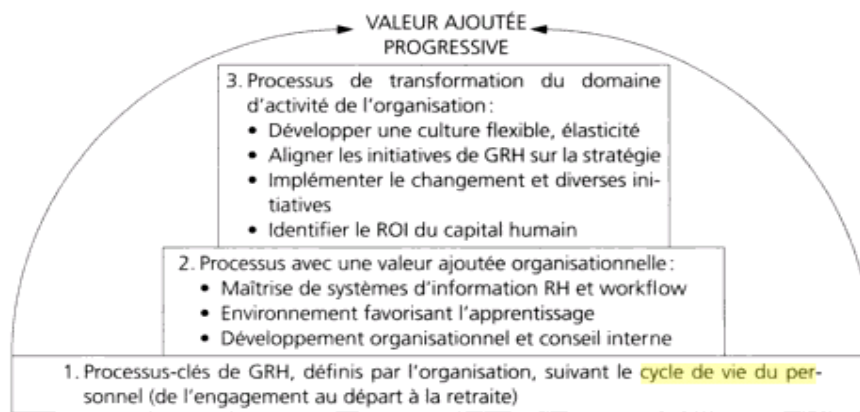 VALEUR AJOUTÉE
PROGRESSIVE
3. Processus de transformation du domaine
d'activité de l'organisation :
• Développer une culture flexible, élasticité
• Aligner les initiatives de GRH sur la stratégie
• Implémenter le changement et diverses ini-
tiatives
• Identifier le ROI du capital humain
2. Processus avec une valeur ajoutée organisationnelle :
• Maîtrise de systèmes d'information RH et workflow
• Environnement favorisant l'apprentissage
• Développement organisationnel et conseil interne
1. Processus-clés de GRH, définis par l'organisation, suivant le cycle de vie du per-
sonnel (de l'engagement au départ à la retraite)